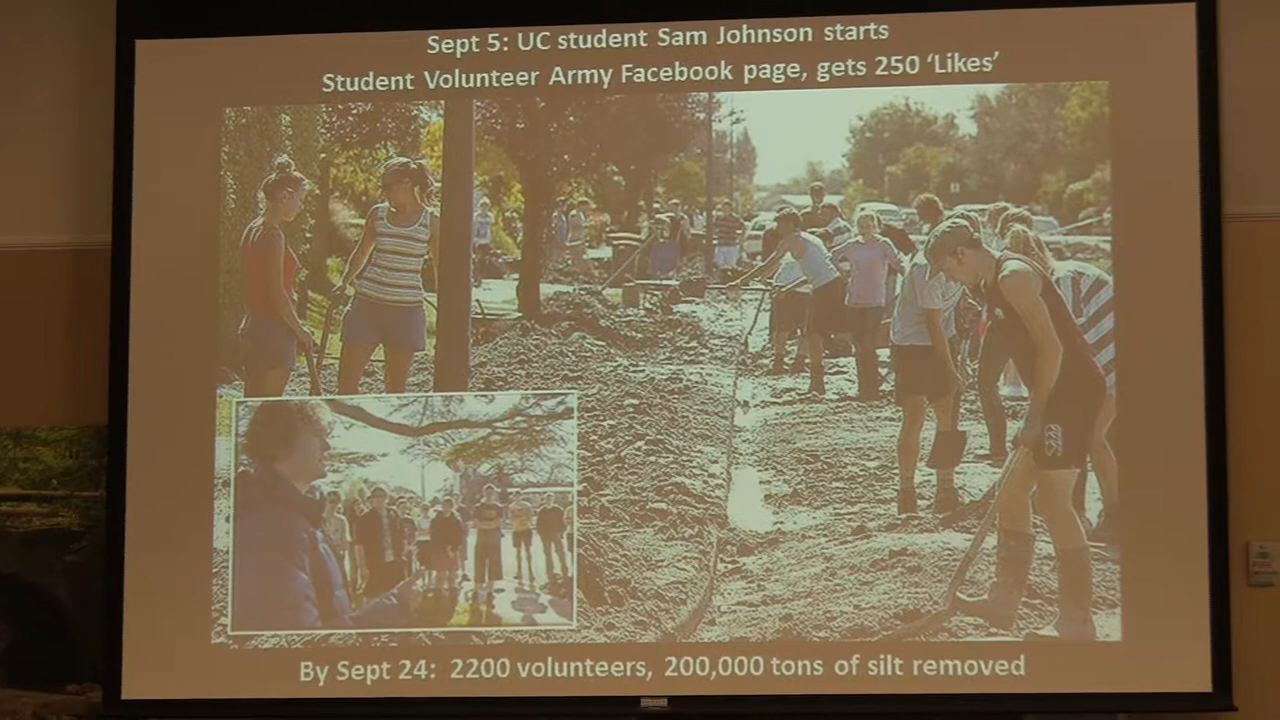 Sept 5: UC student Sam Johnson starts
Student Volunteer Army Facebook page, gets 250 ‘Likes’
By Sept 24: 2200 volunteers, 200,000 tons of silt removed